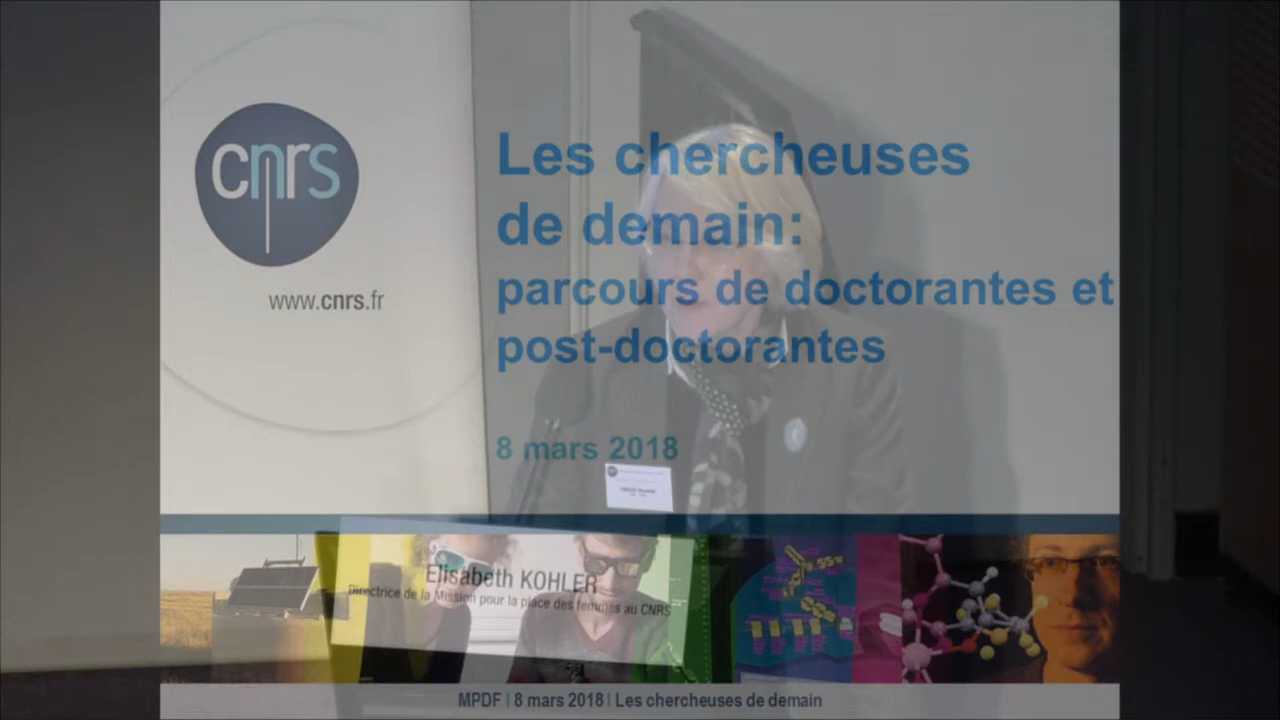 cnrs
www.cnrs.fr
Les chercheuses
de demain:
parcours de doctorantes et
post-doctorantes
8 mars 2018
Elisabeth KOHLER
Directrice de la Mission pour la place des femmes au CNRS
MPDF | 8 mars 2018 | Les chercheuses de demain